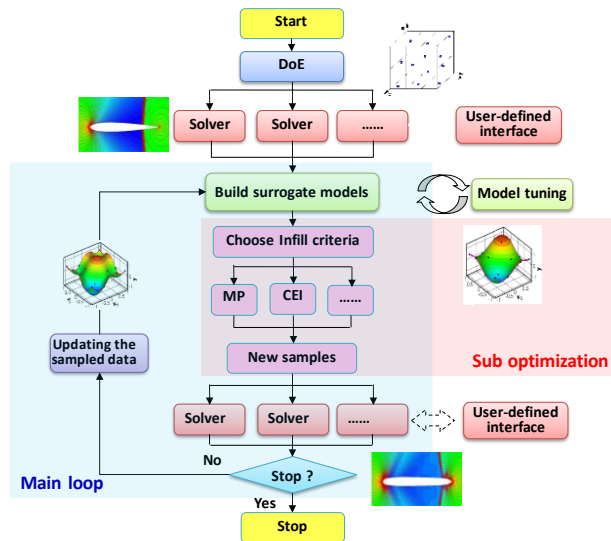 Start
DoE
Solver
Solver
......
User-defined
interface
Build surrogate models
Model tuning
Choose Infill criteria
MP
CEI
......
Updating the
sampled data
New samples
Sub optimization
Solver
Solver
......
User-defined
interface
No
Stop ?
Main loop
Yes
Stop